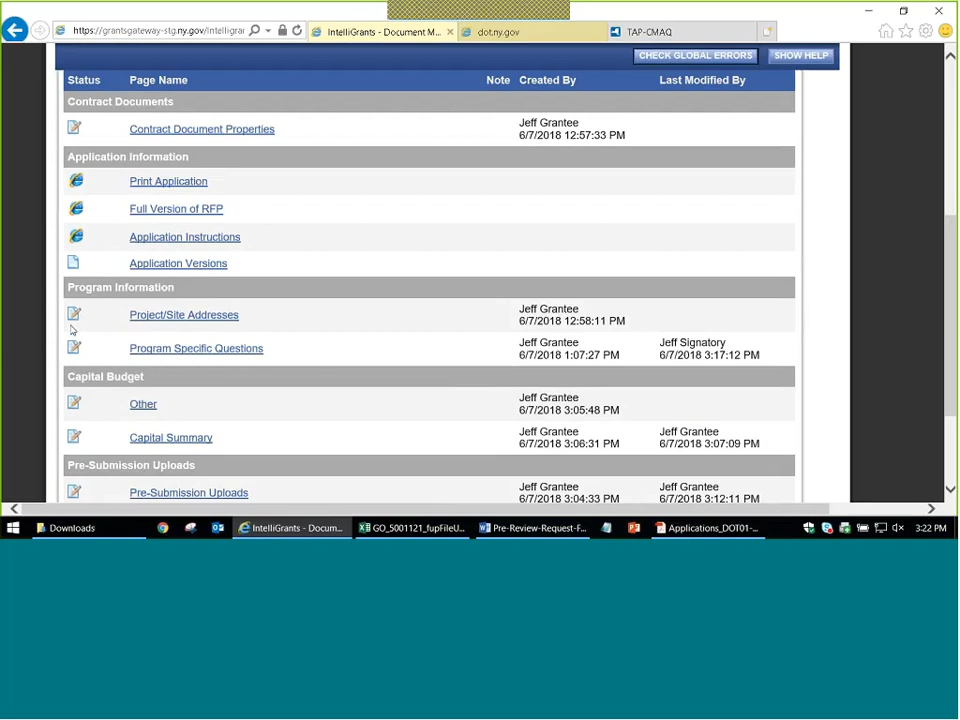 https://grantsgateway-stg.ny.gov/Intelligrar
IntelliGrants - Document M...
dot.ny.gov
TAP-CMAQ
CHECK GLOBAL ERRORS
SHOW HELP
Status Page Name Note Created By Last Modified By
Contract Documents
Contract Document Properties Jeff Grantee
6/7/2018 12:57:33 PM
Application Information
Print Application
Full Version of RFP
Application Instructions
Application Versions
Program Information
Project/Site Addresses Jeff Grantee
6/7/2018 12:58:11 PM
Program Specific Questions Jeff Grantee Jeff Signatory
6/7/2018 1:07:27 PM 6/7/2018 3:17:12 PM
Capital Budget
Other Jeff Grantee
6/7/2018 3:05:48 PM
Capital Summary Jeff Grantee Jeff Grantee
6/7/2018 3:06:31 PM 6/7/2018 3:07:09 PM
Pre-Submission Uploads
Pre-Submission Uploads Jeff Grantee Jeff Grantee
6/7/2018 3:04:33 PM 6/7/2018 3:12:11 PM
Downloads
IntelliGrants - Docum...
GO_5001121_fupFileU...
Pre-Review-Request-F...
Applications_DOT01-...
3:22 PM